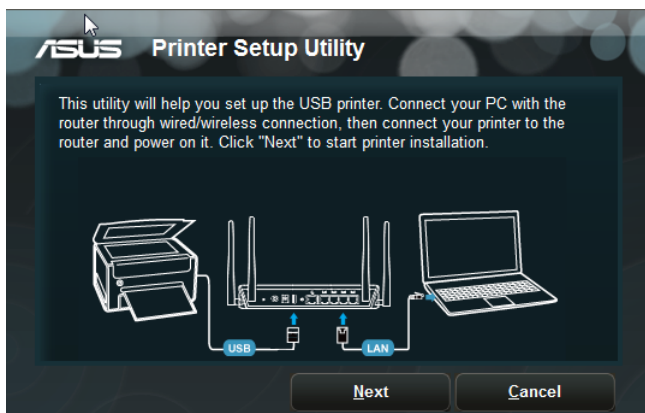 ASUS Printer Setup Utility
This utility will help you set up the USB printer. Connect your PC with the
router through wired/wireless connection, then connect your printer to the
router and power on it. Click "Next" to start printer installation.
USB
LAN
Next
Cancel